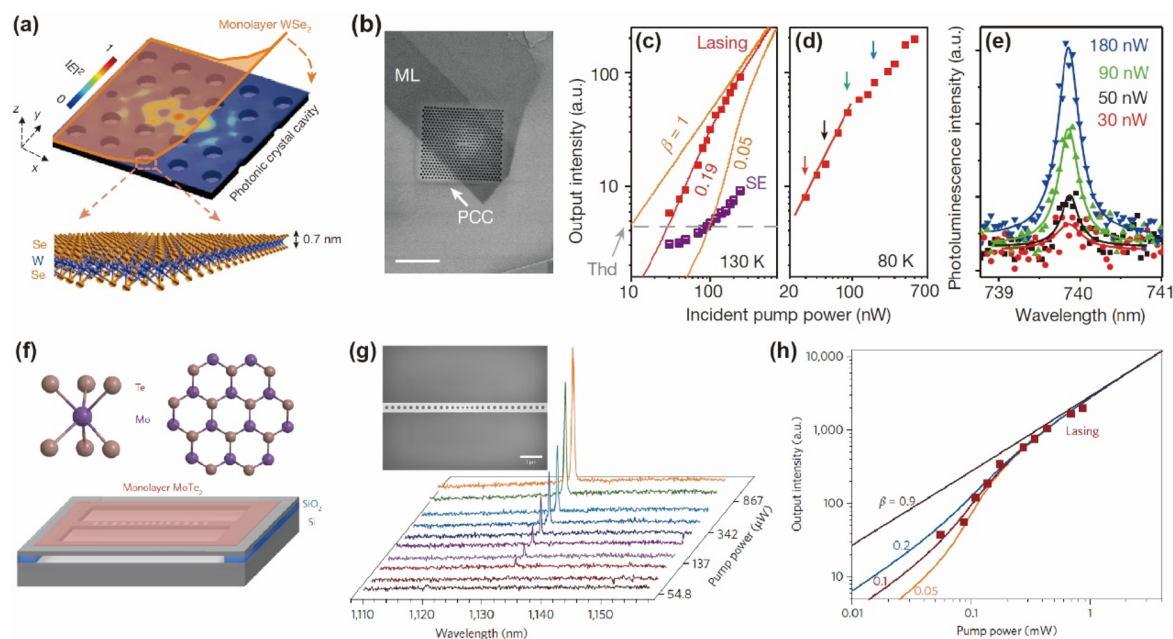 (a)
Monolayer WSe₂
|E|²
1
0
z
y
x
Photonic crystal cavity
Se
W
Se
0.7 nm
(b)
ML
PCC
(c)
Lasing
β = 1
0.19
0.05
SE
Thd
130 K
Output intensity (a.u.)
100
10
10
100
(d)
80 K
20
100
700
Incident pump power (nW)
(e)
180 nW
90 nW
50 nW
30 nW
Photoluminescence intensity (a.u.)
739
740
741
Wavelength (nm)
(f)
Te
Mo
Monolayer MoTe₂
SiO₂
Si
(g)
867
342
137
54.8
Pump power (μW)
1,110
1,120
1,130
1,140
1,150
Wavelength (nm)
(h)
10,000
1,000
100
10
Output intensity (a.u.)
Lasing
β = 0.9
0.2
0.1
0.05
0.01
0.1
1
Pump power (mW)